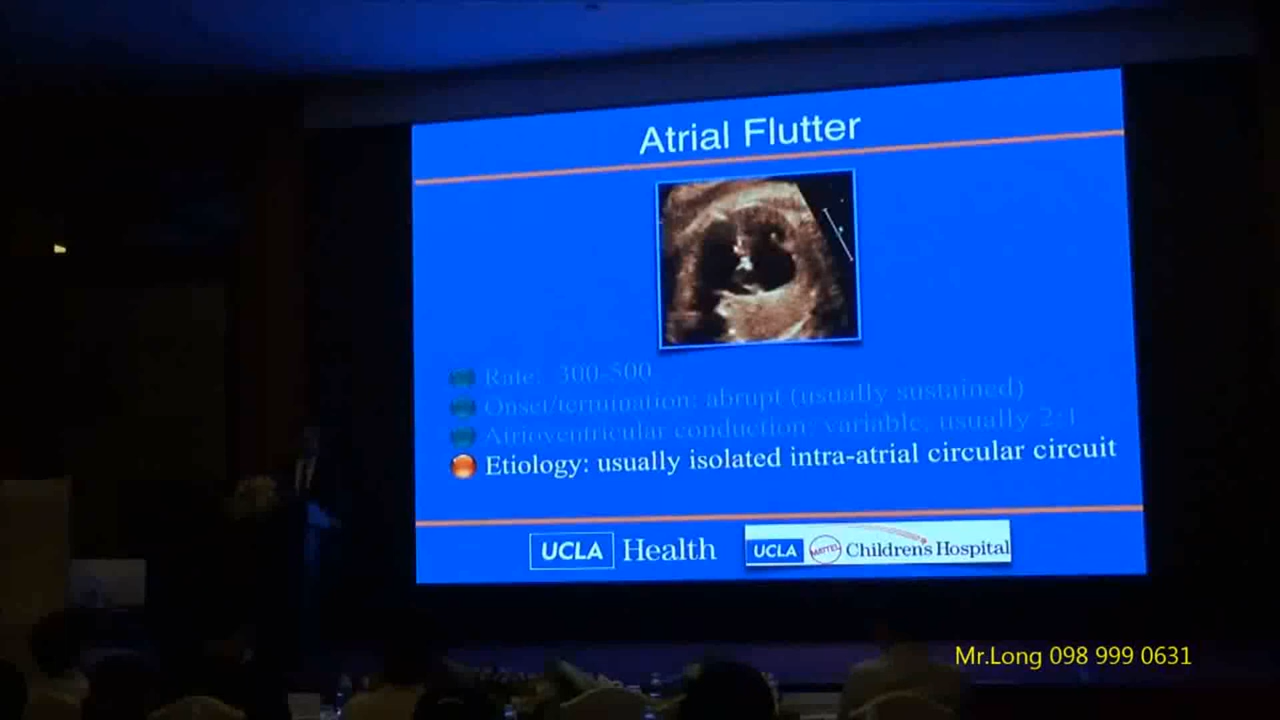 Atrial Flutter
Rate: 300-500
Onset/termination: abrupt (usually sustained)
Atrioventricular conduction: variable, usually 2:1
Etiology: usually isolated intra-atrial circular circuit
UCLA Health
UCLA MATTEL Children's Hospital
Mr.Long 098 999 0631